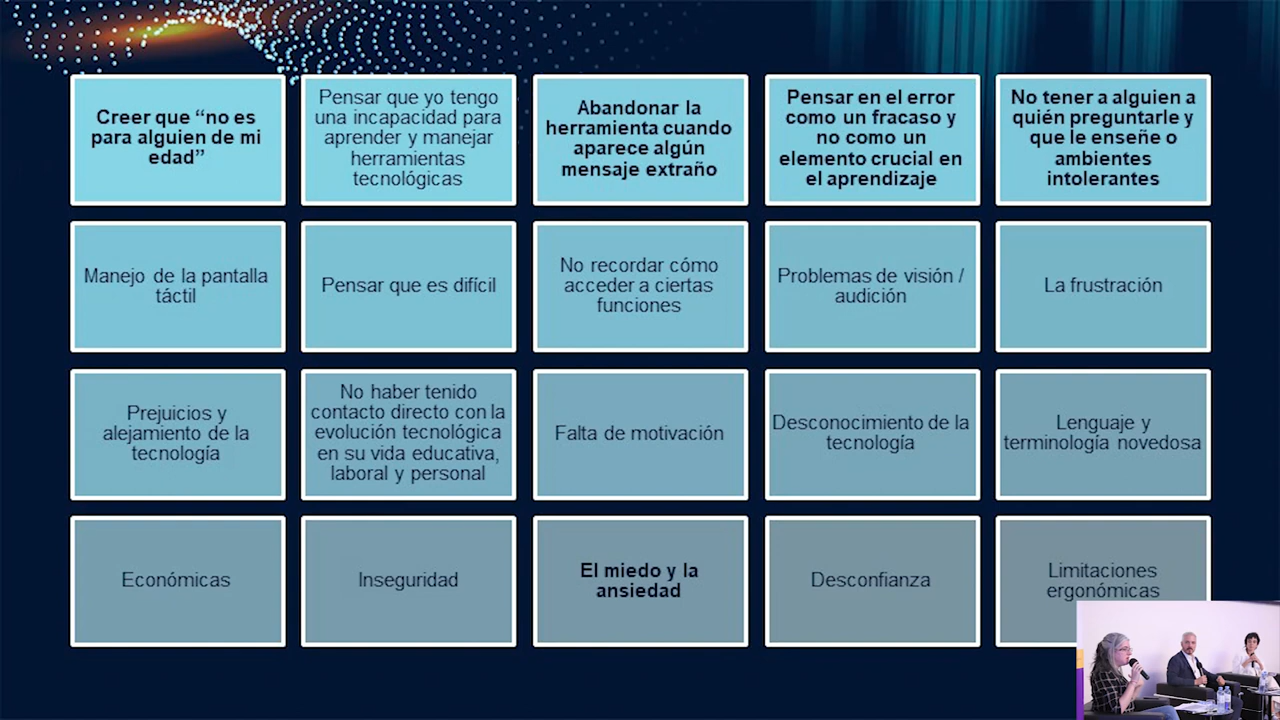 Creer que “no es
para alguien de mi
edad”
Pensar que yo tengo
una incapacidad para
aprender y manejar
herramientas
tecnológicas
Abandonar la
herramienta cuando
aparece algún
mensaje extraño
Pensar en el error
como un fracaso y
no como un
elemento crucial en
el aprendizaje
No tener a alguien a
quién preguntarle y
que le enseñe o
ambientes
intolerantes
Manejo de la pantalla
táctil
Pensar que es difícil
No recordar cómo
acceder a ciertas
funciones
Problemas de visión /
audición
La frustración
Prejuicios y
alejamiento de la
tecnología
No haber tenido
contacto directo con la
evolución tecnológica
en su vida educativa,
laboral y personal
Falta de motivación
Desconocimiento de la
tecnología
Lenguaje y
terminología novedosa
Económicas
Inseguridad
El miedo y la
ansiedad
Desconfianza
Limitaciones
ergonómicas